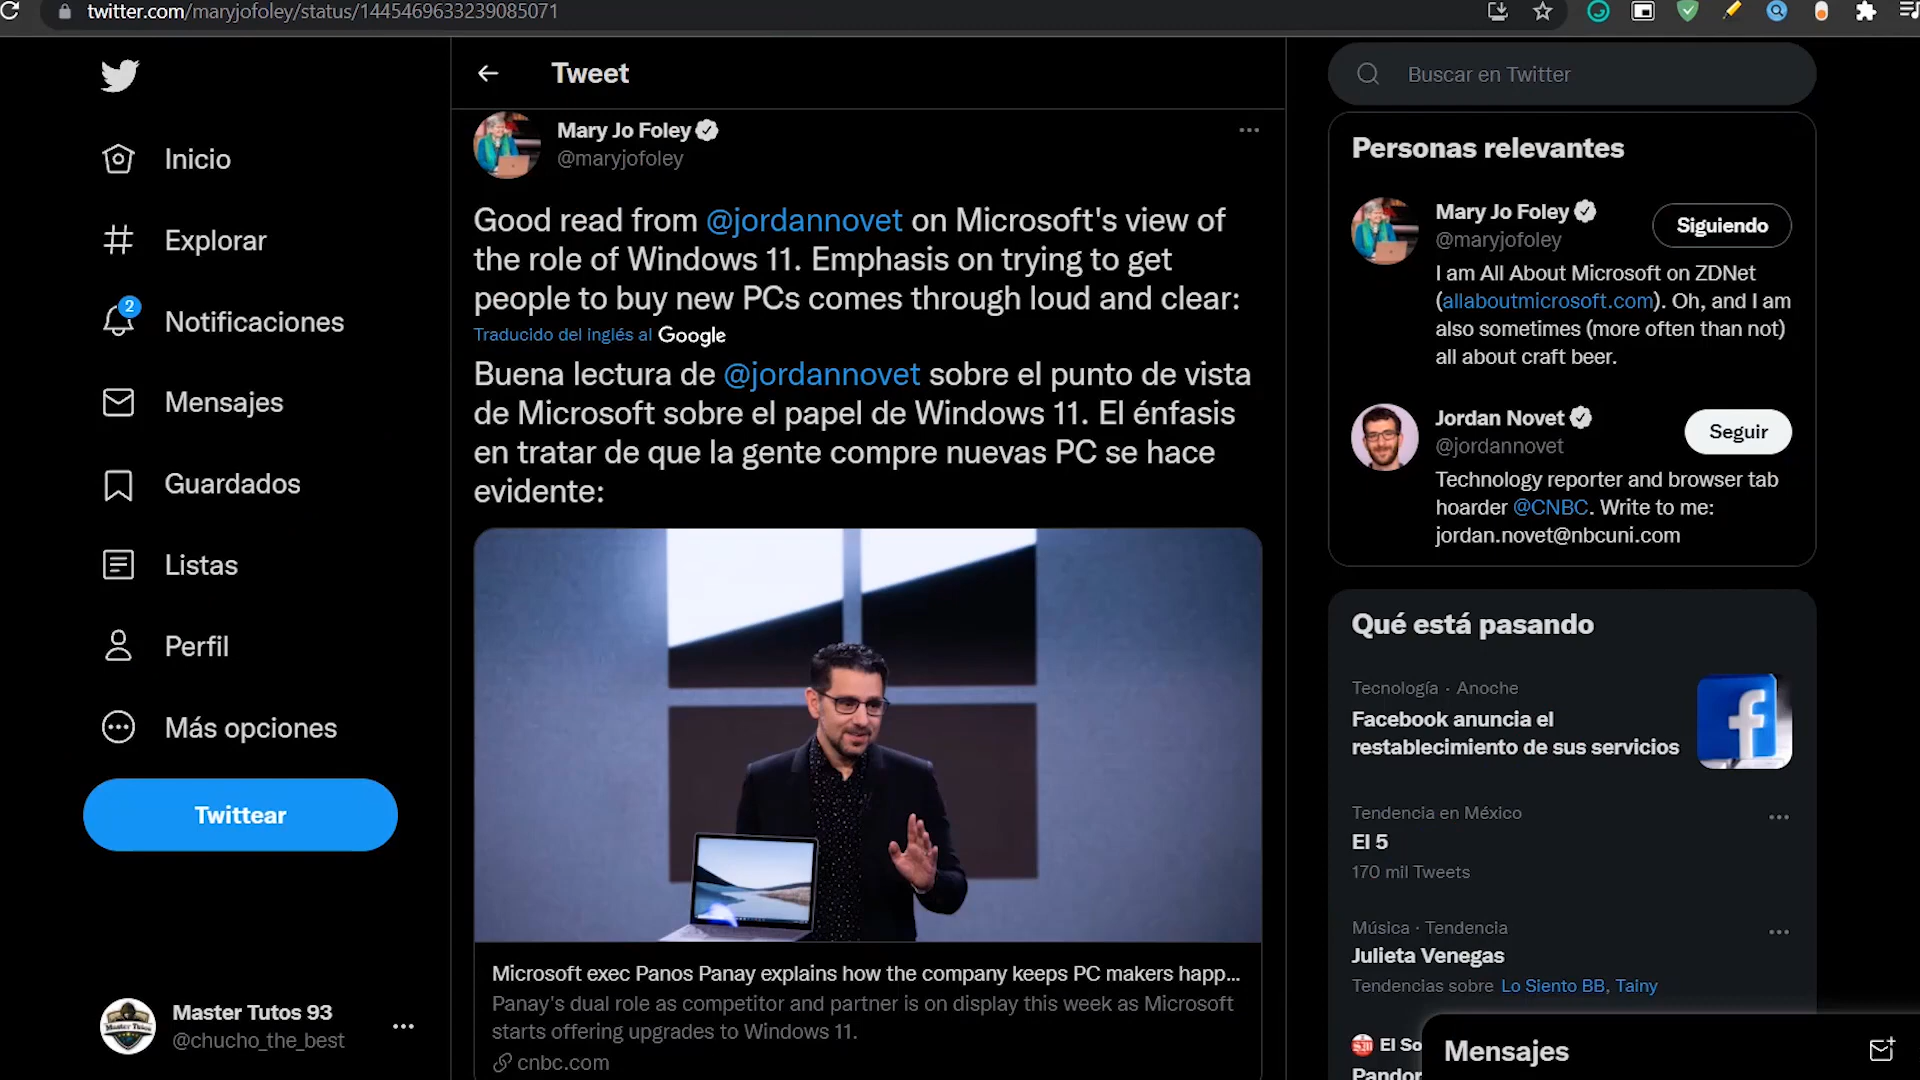 twitter.com/maryjofoley/status/1445469633239085071
Tweet
Buscar en Twitter
Inicio
Explorar
2
Notificaciones
Mensajes
Guardados
Listas
Perfil
Más opciones
Twittear
Master Tutos 93
@chucho_the_best
Mary Jo Foley
@maryjofoley
Good read from @jordannovet on Microsoft's view of
the role of Windows 11. Emphasis on trying to get
people to buy new PCs comes through loud and clear:
Traducido del inglés al Google
Buena lectura de @jordannovet sobre el punto de vista
de Microsoft sobre el papel de Windows 11. El énfasis
en tratar de que la gente compre nuevas PC se hace
evidente:
Microsoft exec Panos Panay explains how the company keeps PC makers happ...
Panay's dual role as competitor and partner is on display this week as Microsoft
starts offering upgrades to Windows 11.
cnbc.com
Personas relevantes
Mary Jo Foley
@maryjofoley
Siguiendo
I am All About Microsoft on ZDNet
(allaboutmicrosoft.com). Oh, and I am
also sometimes (more often than not)
all about craft beer.
Jordan Novet
@jordannovet
Seguir
Technology reporter and browser tab
hoarder @CNBC. Write to me:
jordan.novet@nbcuni.com
Qué está pasando
Tecnología · Anoche
Facebook anuncia el
restablecimiento de sus servicios
Tendencia en México
El 5
170 mil Tweets
Música · Tendencia
Julieta Venegas
Tendencias sobre Lo Siento BB, Tainy
El So
Pandor
Mensajes